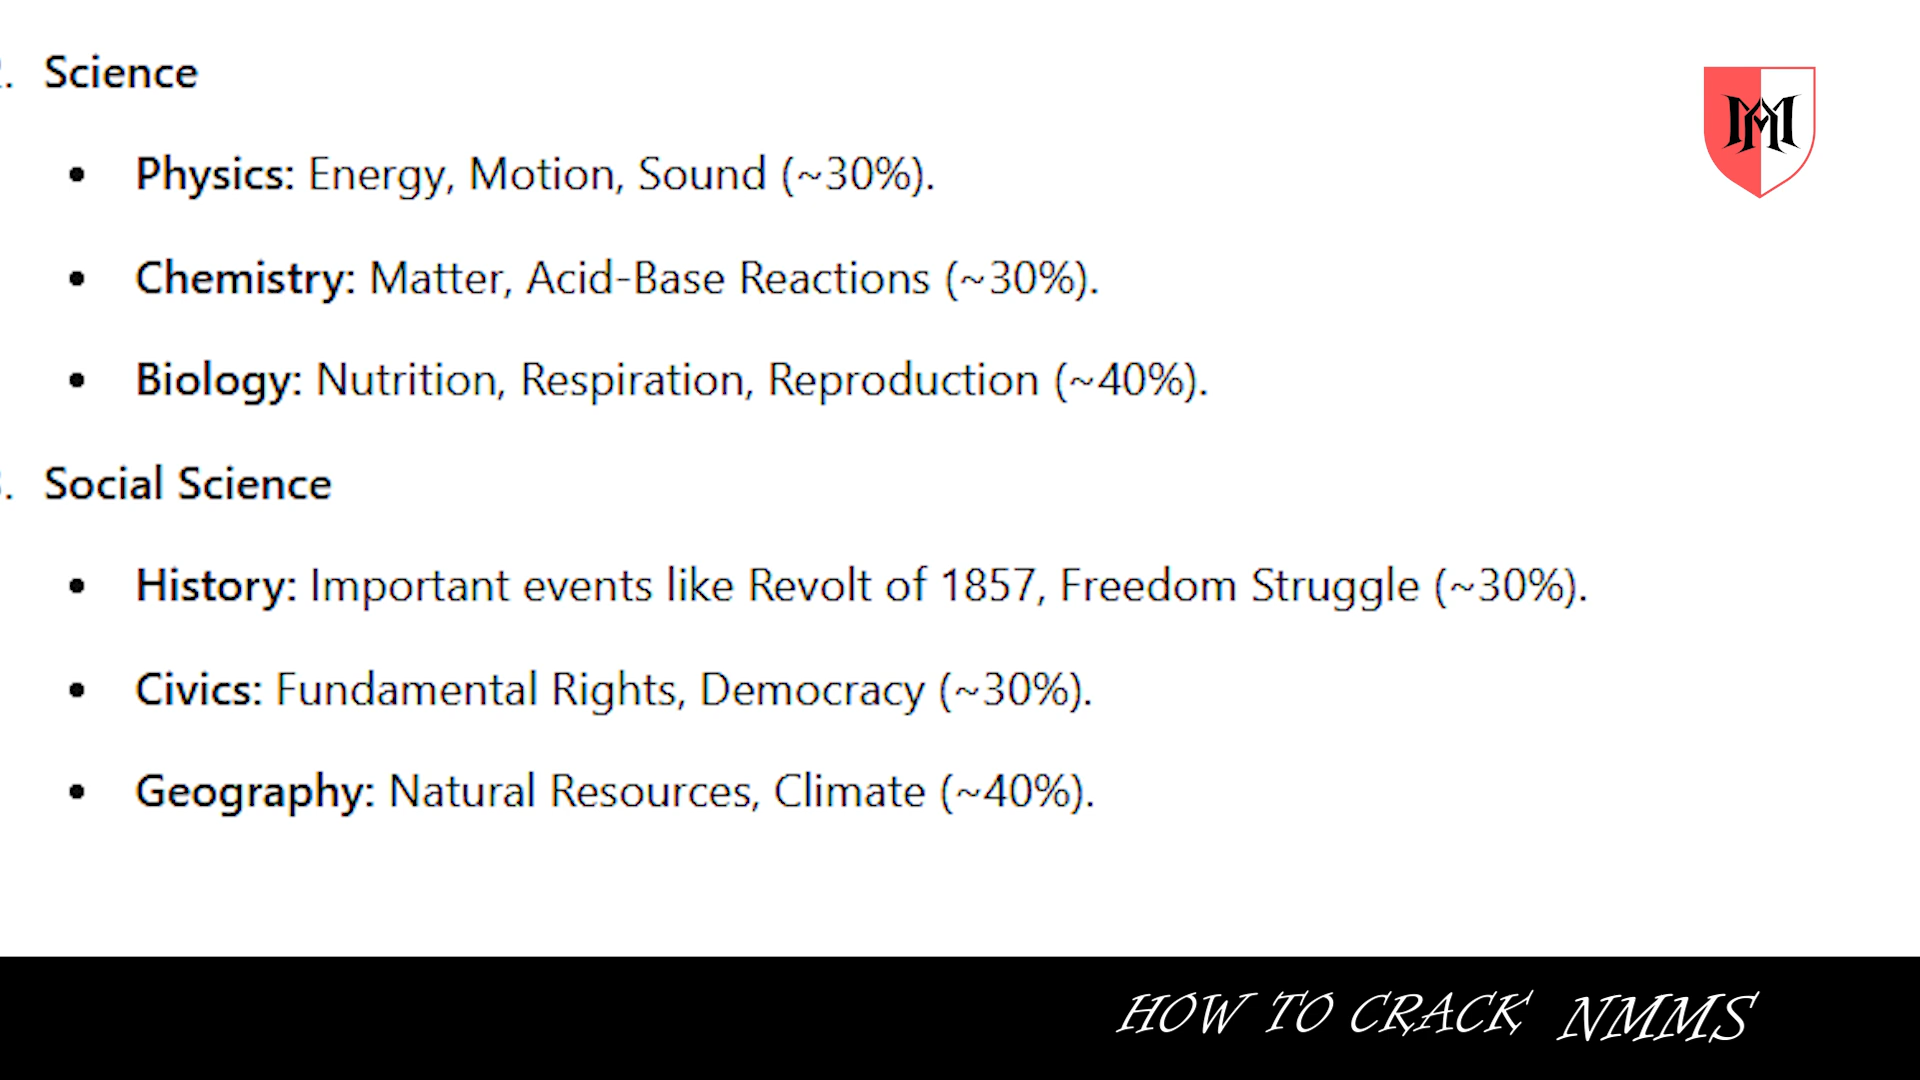 2. Science
• Physics: Energy, Motion, Sound (~30%).
• Chemistry: Matter, Acid-Base Reactions (~30%).
• Biology: Nutrition, Respiration, Reproduction (~40%).
3. Social Science
• History: Important events like Revolt of 1857, Freedom Struggle (~30%).
• Civics: Fundamental Rights, Democracy (~30%).
• Geography: Natural Resources, Climate (~40%).
HOW TO CRACK NMMS